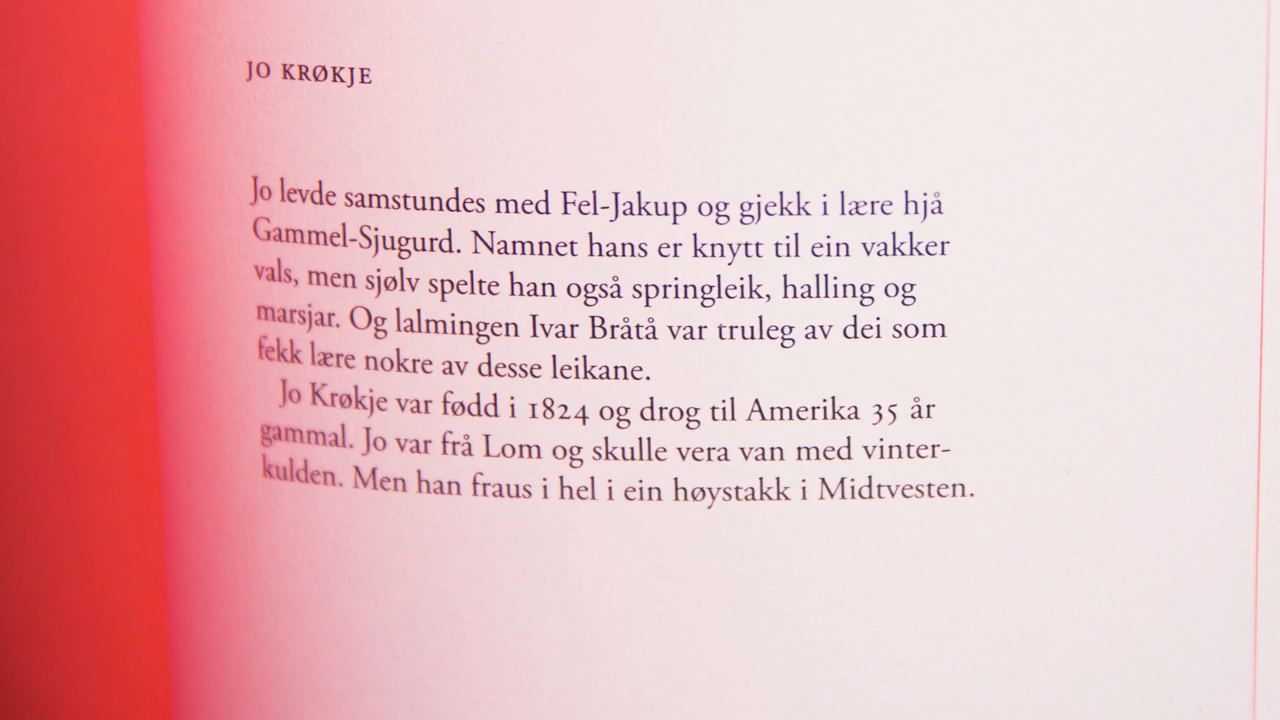 JO KRØKJE
Jo levde samstundes med Fel-Jakup og gjekk i lære hjå
Gammel-Sjugurd. Namnet hans er knytt til ein vakker
vals, men sjølv spelte han også springleik, halling og
marsjar. Og lalmingen Ivar Bråtå var truleg av dei som
fekk lære nokre av desse leikane.
Jo Krøkje var fødd i 1824 og drog til Amerika 35 år
gammal. Jo var frå Lom og skulle vera van med vinter-
kulden. Men han fraus i hel i ein høystakk i Midtvesten.